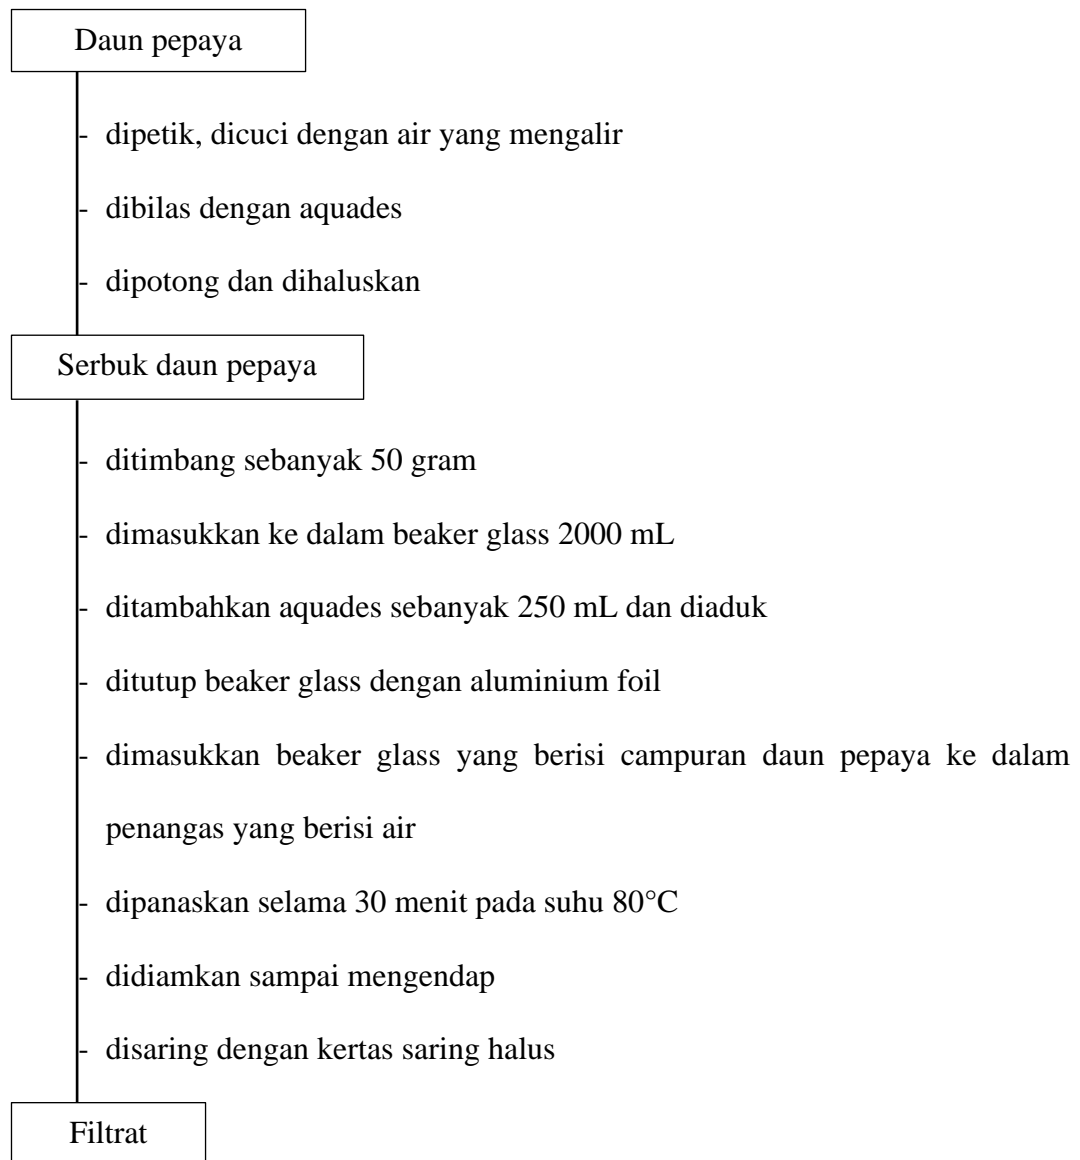 Daun pepaya
- dipetik, dicuci dengan air yang mengalir
- dibilas dengan aquades
- dipotong dan dihaluskan
Serbuk daun pepaya
- ditimbang sebanyak 50 gram
- dimasukkan ke dalam beaker glass 2000 mL
- ditambahkan aquades sebanyak 250 mL dan diaduk
- ditutup beaker glass dengan aluminium foil
- dimasukkan beaker glass yang berisi campuran daun pepaya ke dalam
penangas yang berisi air
- dipanaskan selama 30 menit pada suhu 80°C
- didiamkan sampai mengendap
- disaring dengan kertas saring halus
Filtrat